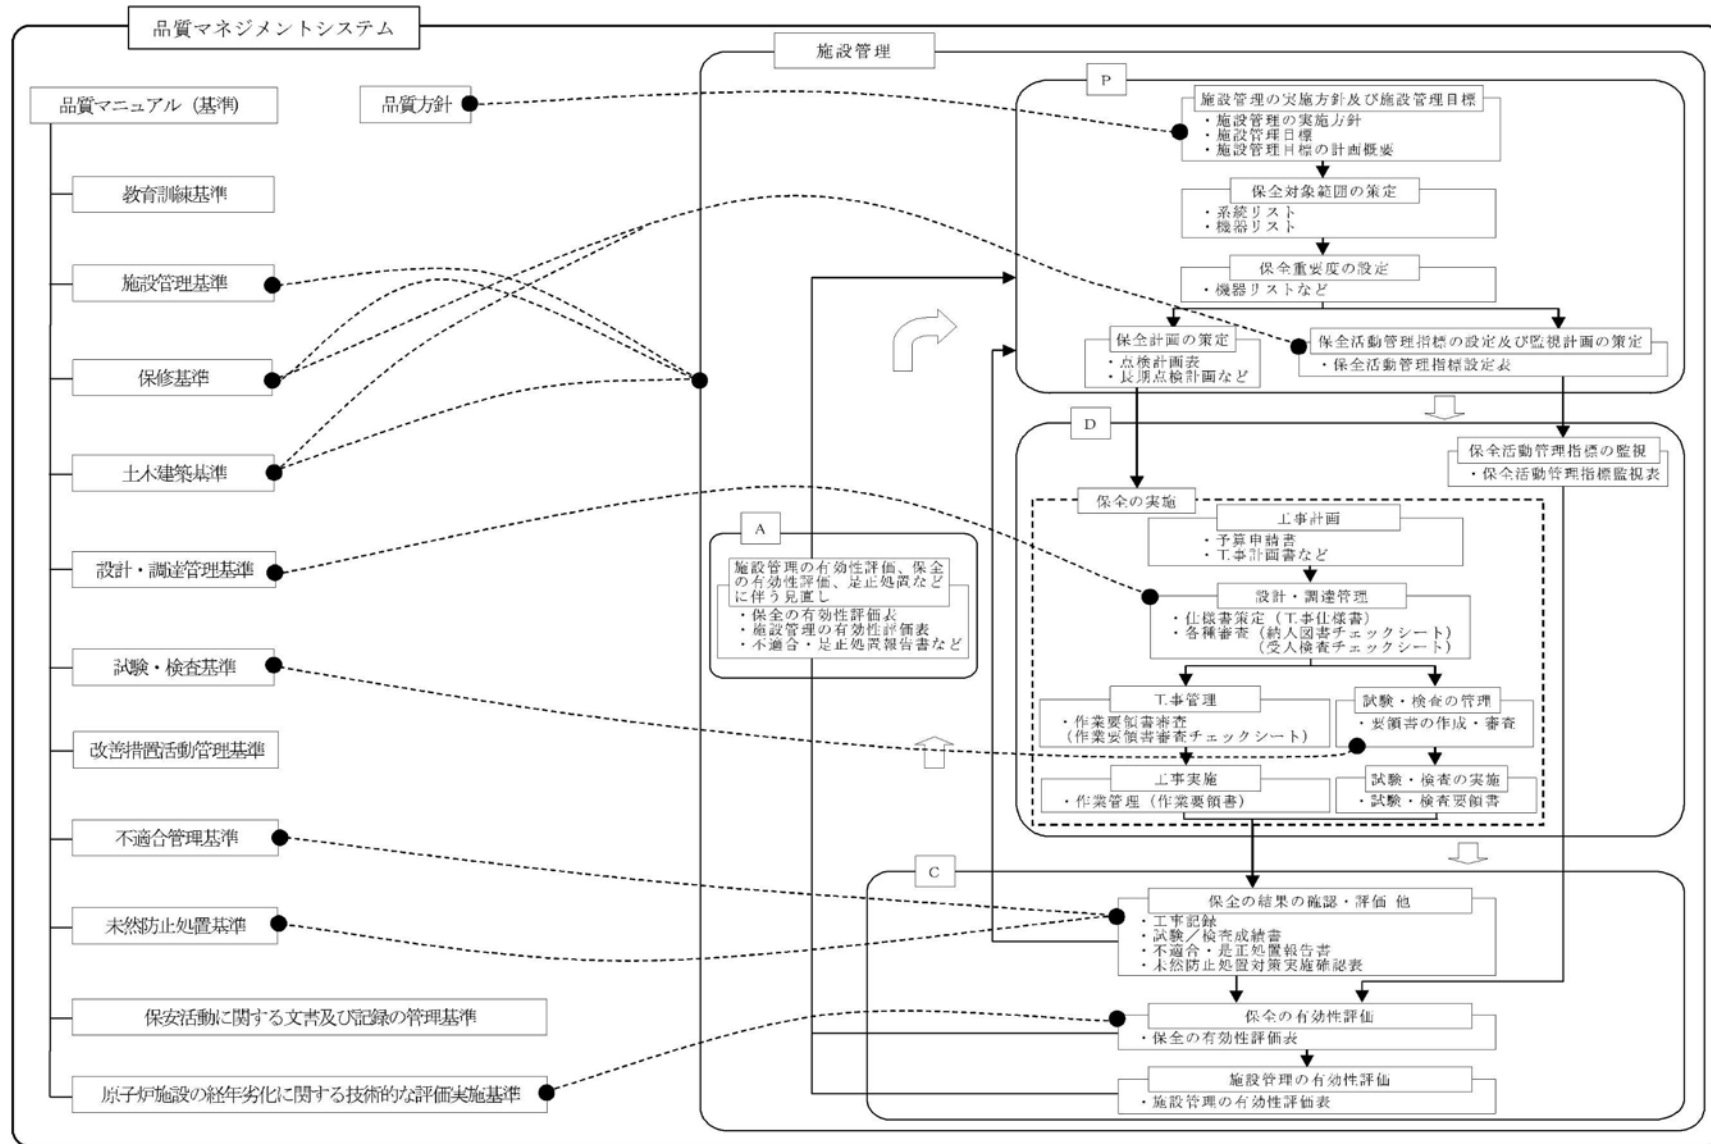 品質マネジメントシステム
品質マニュアル（基準）
品質方針
教育訓練基準
施設管理基準
保修基準
土木建築基準
設計・調達管理基準
試験・検査基準
改善措置活動管理基準
不適合管理基準
未然防止処置基準
保安活動に関する文書及び記録の管理基準
原子炉施設の経年劣化に関する技術的な評価実施基準
施設管理
P
施設管理の実施方針及び施設管理目標
・施設管理の実施方針
・施設管理目標
・施設管理目標の計画概要
保全対象範囲の策定
・系統リスト
・機器リスト
保全重要度の設定
・機器リストなど
保全計画の策定
・点検計画表
・長期点検計画など
保全活動管理指標の設定及び監視計画の策定
・保全活動管理指標設定表
D
保全活動管理指標の監視
・保全活動管理指標監視表
保全の実施
工事計画
・予算申請書
・工事計画書など
設計・調達管理
・仕様書策定（工事仕様書）
・各種審査（納入図書チェックシート）
（受入検査チェックシート）
工事管理
・作業要領書審査
（作業要領書審査チェックシート）
試験・検査の管理
・要領書の作成・審査
工事実施
・作業管理（作業要領書）
試験・検査の実施
・試験・検査要領書
A
施設管理の有効性評価、保全
の有効性評価、是正処置など
に伴う見直し
・保全の有効性評価表
・施設管理の有効性評価表
・不適合・是正処置報告書など
C
保全の結果の確認・評価 他
・工事記録
・試験／検査成績書
・不適合・是正処置報告書
・未然防止処置対策実施確認表
保全の有効性評価
・保全の有効性評価表
施設管理の有効性評価
・施設管理の有効性評価表